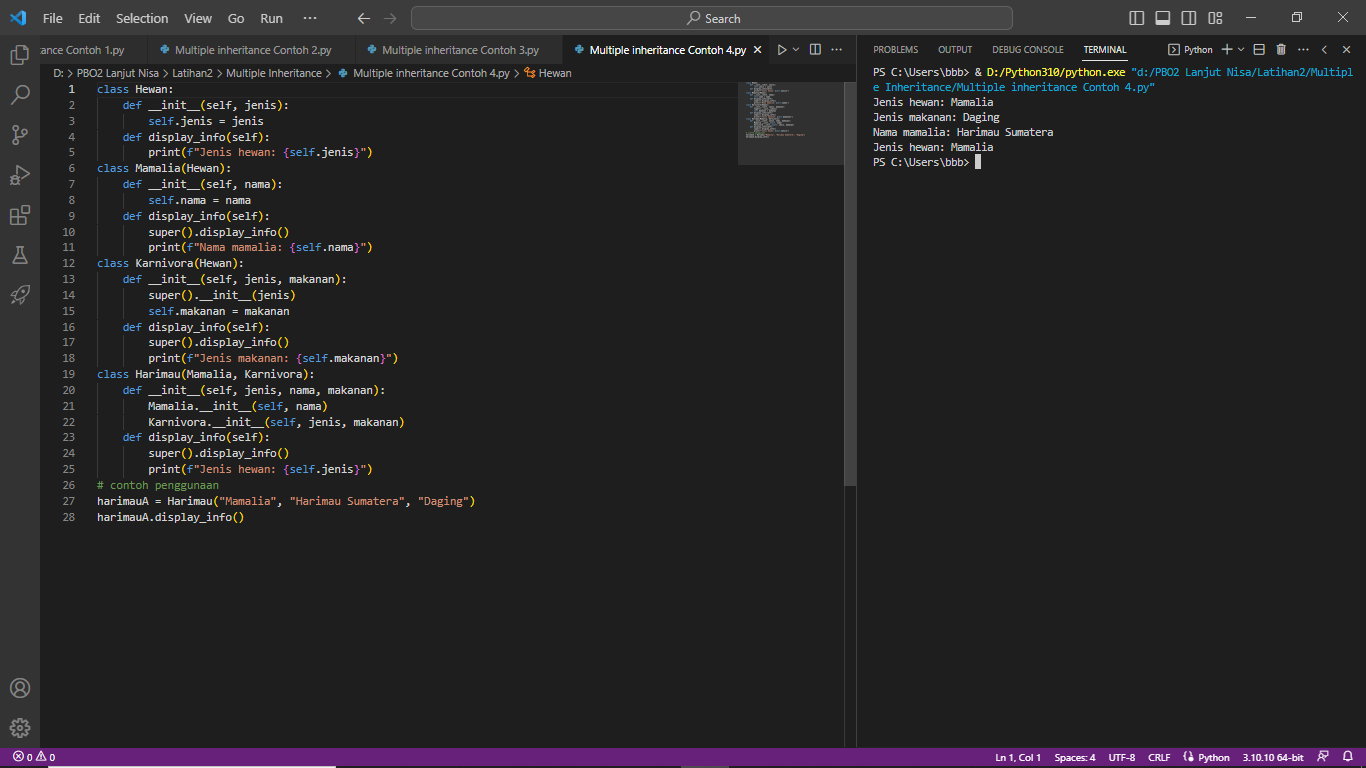 File Edit Selection View Go Run ··· Search
tance Contoh 1.py Multiple inheritance Contoh 2.py Multiple inheritance Contoh 3.py Multiple inheritance Contoh 4.py
D: > PBO2 Lanjut Nisa > Latihan2 > Multiple Inheritance > Multiple inheritance Contoh 4.py > Hewan
1 class Hewan:
2     def __init__(self, jenis):
3         self.jenis = jenis
4     def display_info(self):
5         print(f"Jenis hewan: {self.jenis}")
6 class Mamalia(Hewan):
7     def __init__(self, nama):
8         self.nama = nama
9     def display_info(self):
10         super().display_info()
11         print(f"Nama mamalia: {self.nama}")
12 class Karnivora(Hewan):
13     def __init__(self, jenis, makanan):
14         super().__init__(jenis)
15         self.makanan = makanan
16     def display_info(self):
17         super().display_info()
18         print(f"Jenis makanan: {self.makanan}")
19 class Harimau(Mamalia, Karnivora):
20     def __init__(self, jenis, nama, makanan):
21         Mamalia.__init__(self, nama)
22         Karnivora.__init__(self, jenis, makanan)
23     def display_info(self):
24         super().display_info()
25         print(f"Jenis hewan: {self.jenis}")
26 # contoh penggunaan
27 harimauA = Harimau("Mamalia", "Harimau Sumatera", "Daging")
28 harimauA.display_info()
PROBLEMS OUTPUT DEBUG CONSOLE TERMINAL Python
PS C:\Users\bbb> & D:/Python310/python.exe "d:/PBO2 Lanjut Nisa/Latihan2/Multipl
e Inheritance/Multiple inheritance Contoh 4.py"
Jenis hewan: Mamalia
Jenis makanan: Daging
Nama mamalia: Harimau Sumatera
Jenis hewan: Mamalia
PS C:\Users\bbb>
0 0 Ln 1, Col 1 Spaces: 4 UTF-8 CRLF Python 3.10.10 64-bit